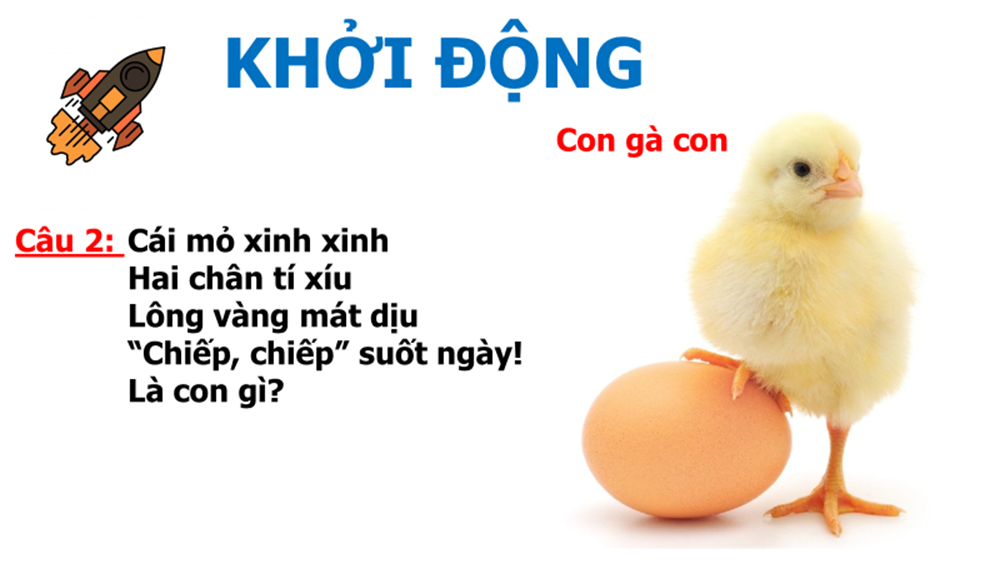 KHỞI ĐỘNG
Con gà con
Câu 2: Cái mỏ xinh xinh
Hai chân tí xíu
Lông vàng mát dịu
“Chiếp, chiếp” suốt ngày!
Là con gì?